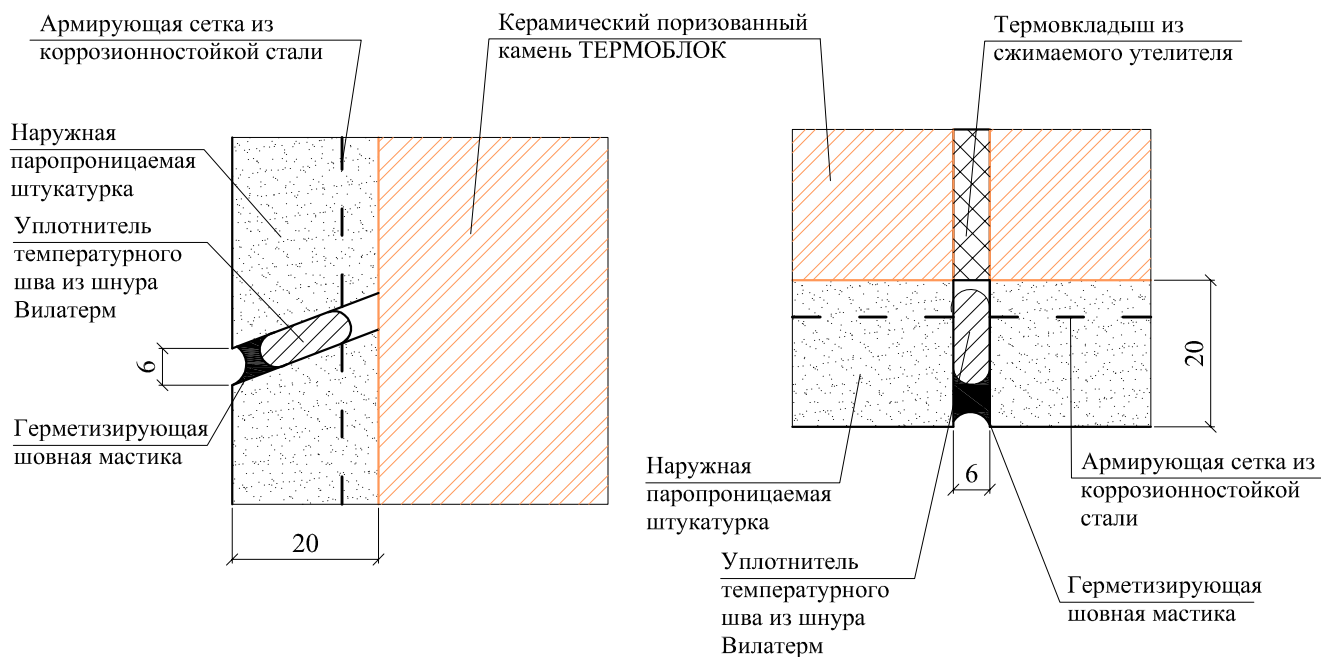 Армирующая сетка из
коррозионностойкой стали
Керамический поризованный
камень ТЕРМОБЛОК
Термовкладыш из
сжимаемого утелителя
Наружная
паропроницаемая
штукатурка
Уплотнитель
температурного
шва из шнура
Вилатерм
6
Герметизирующая
шовная мастика
20
20
6
Наружная
паропроницаемая
штукатурка
Армирующая сетка из
коррозионностойкой
стали
Уплотнитель
температурного
шва из шнура
Вилатерм
Герметизирующая
шовная мастика